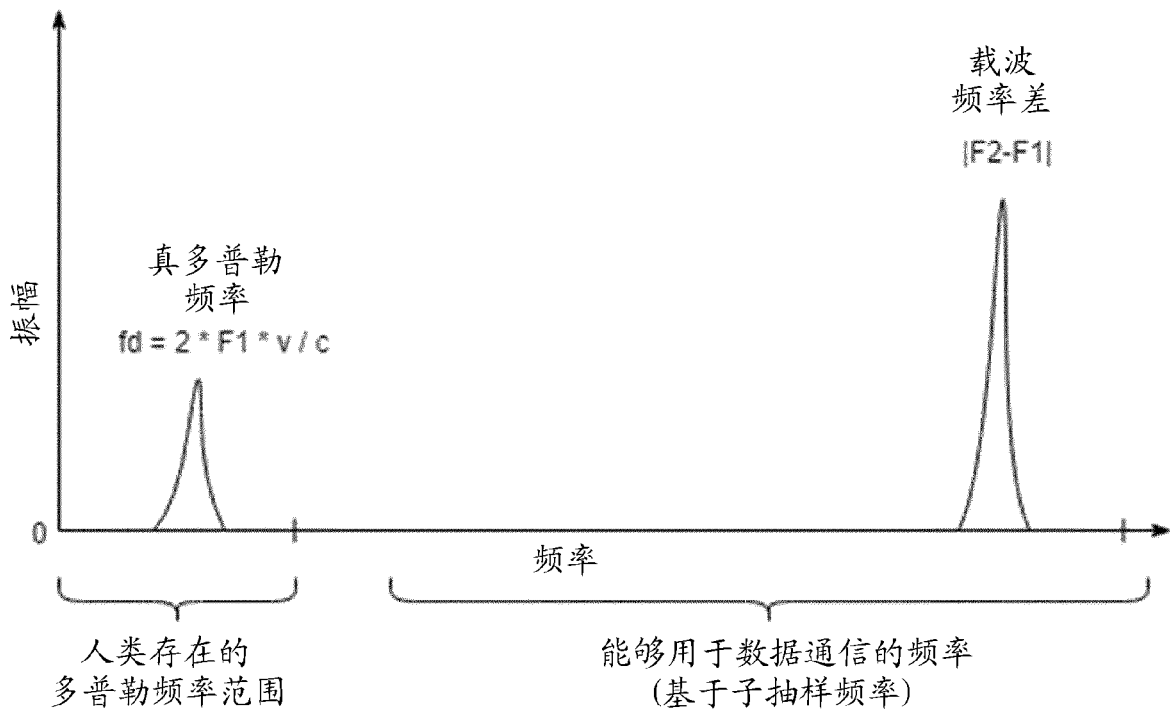 载波
频率差
|F2-F1|
真多普勒
频率
fd = 2 * F1 * v / c
振幅
0
频率
人类存在的
多普勒频率范围
能够用于数据通信的频率
(基于子抽样频率)